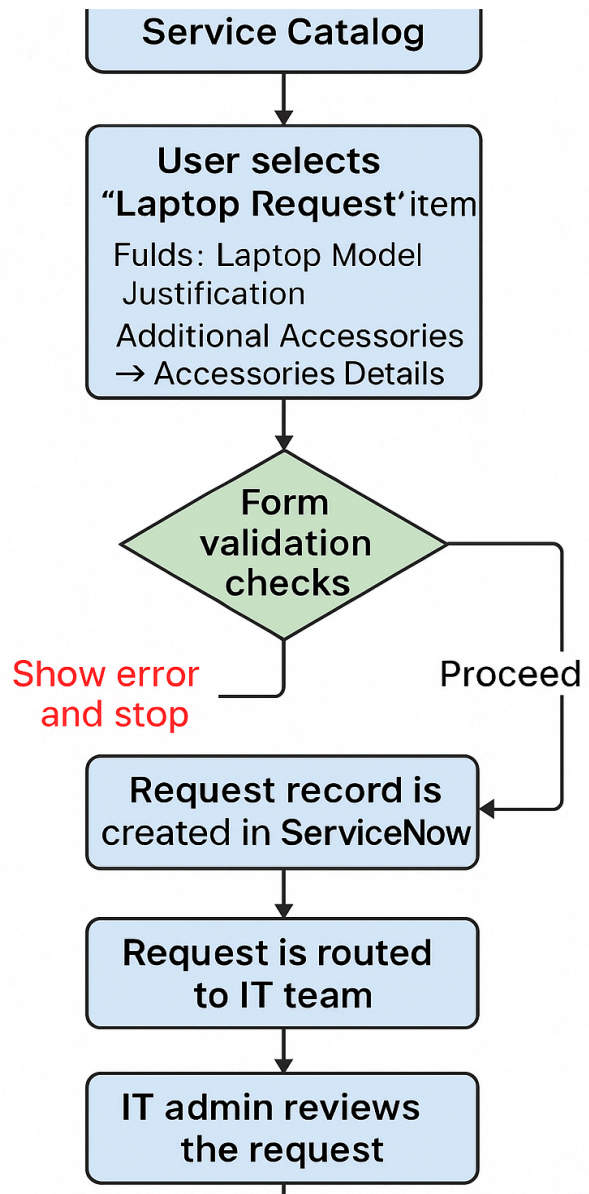 Service Catalog
User selects
“Laptop Request‘ item
Fulds: Laptop Model
Justification
Additional Accessories
→ Accessories Details
Form
validation
checks
Show error
and stop
Proceed
Request record is
created in ServiceNow
Request is routed
to IT team
IT admin reviews
the request